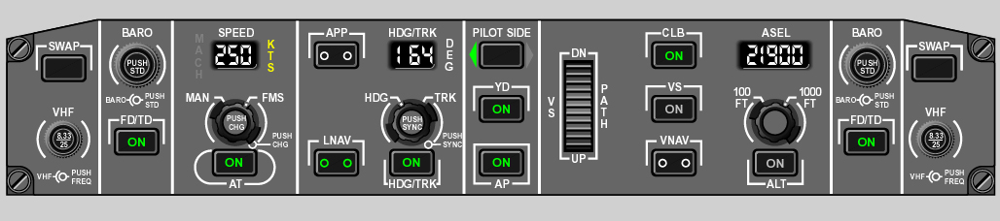 SWAP
VHF
8.33
25
VHF PUSH
FREQ
BARO
PUSH
STD
BARO PUSH
STD
FD/TD
ON
MACH
SPEED
250
KTS
MAN FMS
PUSH
CHG
PUSH
CHG
ON
AT
APP
HDG/TRK
164
DEG
HDG TRK
PUSH
SYNC
PUSH
SYNC
LNAV
ON
HDG/TRK
PILOT SIDE
YD
ON
ON
AP
DN
VS
PATH
UP
CLB
ON
VS
ON
VNAV
ASEL
21900
100
FT
1000
FT
ON
ALT
BARO
PUSH
STD
BARO PUSH
STD
FD/TD
ON
SWAP
VHF
8.33
25
VHF PUSH
FREQ